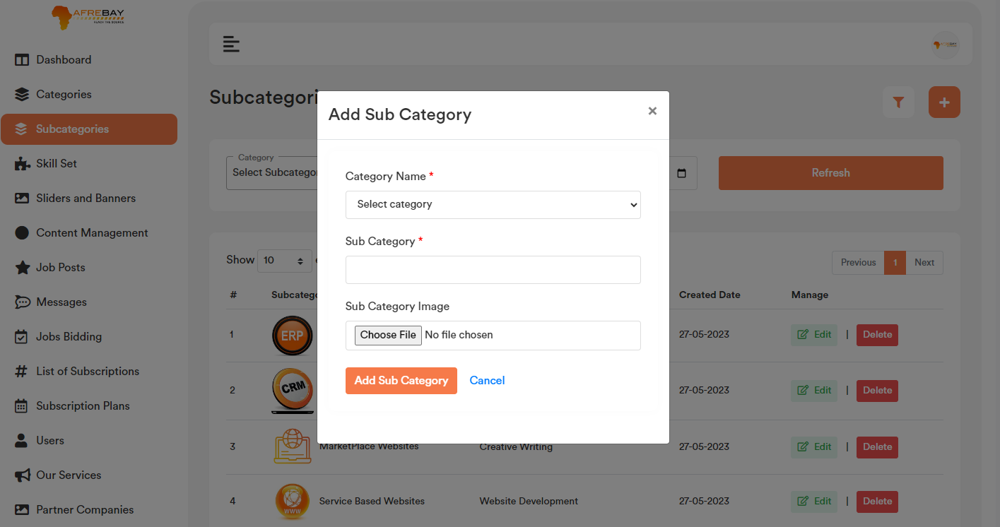 AFREBAY
REACH THE SOURCE
Dashboard
Categories
Subcategories
Skill Set
Sliders and Banners
Content Management
Job Posts
Messages
Jobs Bidding
List of Subscriptions
Subscription Plans
Users
Our Services
Partner Companies
Subcategori
Category
Select Subcategor
Refresh
Show 10
Previous 1 Next
# Subcatego Created Date Manage
1 ERP 27-05-2023 Edit | Delete
2 CRM 27-05-2023 Edit | Delete
3 MarketPlace Websites Creative Writing 27-05-2023 Edit | Delete
4 WWW Service Based Websites Website Development 27-05-2023 Edit | Delete
Add Sub Category ×
Category Name *
Select category
Sub Category *
Sub Category Image
Choose File No file chosen
Add Sub Category Cancel